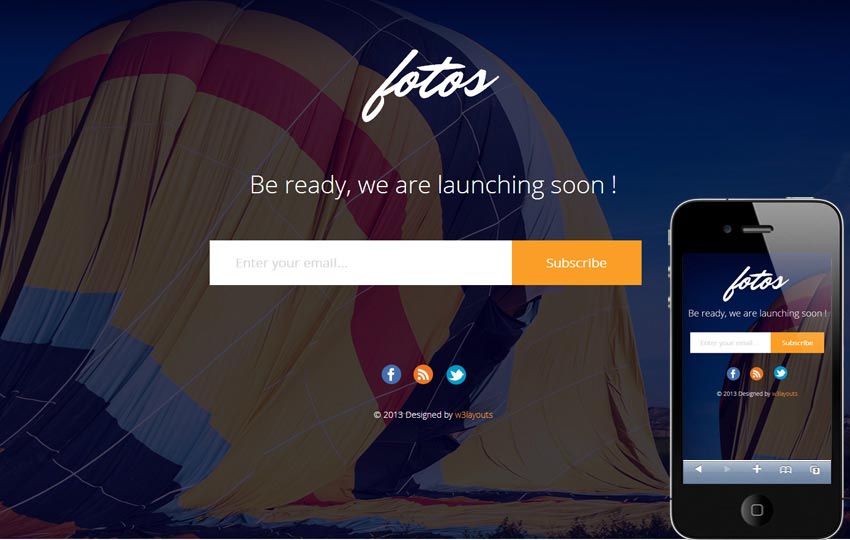 fotos
Be ready, we are launching soon !
Enter your email...
Subscribe
© 2013 Designed by w3layouts
fotos
Be ready, we are launching soon !
Enter your email...
Subscribe
© 2013 Designed by w3layouts